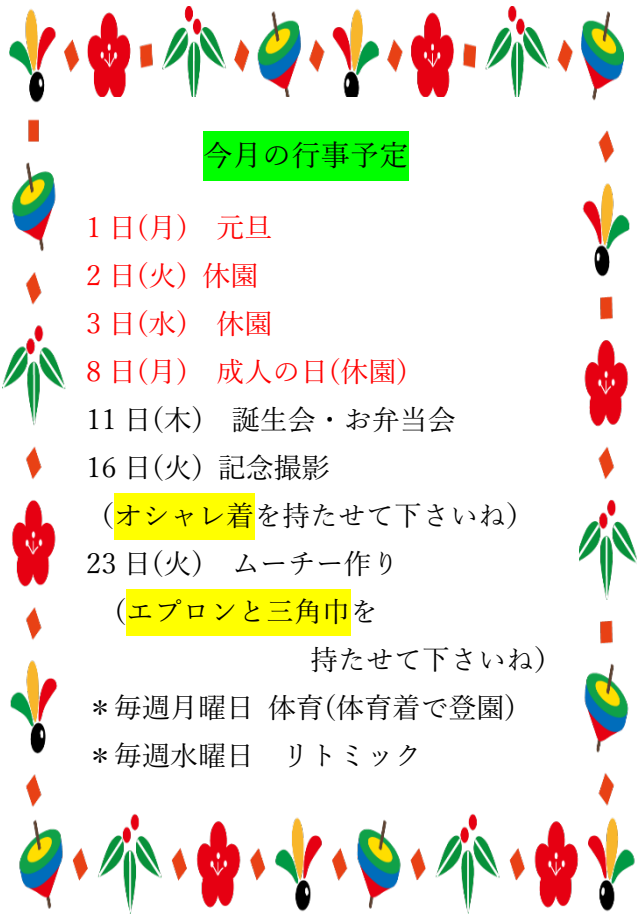 今月の行事予定
1日(月)　元旦
2日(火) 休園
3日(水)　休園
8日(月)　成人の日(休園)
11日(木)　誕生会・お弁当会
16日(火) 記念撮影
（オシャレ着を持たせて下さいね）
23日(火)　ムーチー作り
（エプロンと三角巾を
持たせて下さいね）
＊毎週月曜日 体育(体育着で登園)
＊毎週水曜日　リトミック